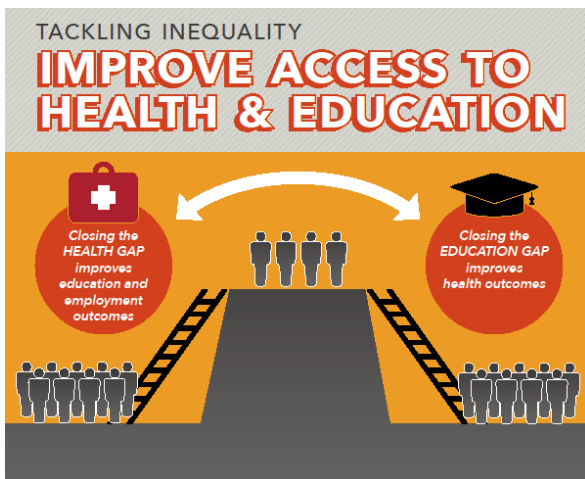 TACKLING INEQUALITY
IMPROVE ACCESS TO
HEALTH & EDUCATION
Closing the
HEALTH GAP
improves
education and
employment
outcomes
Closing the
EDUCATION GAP
improves
health outcomes